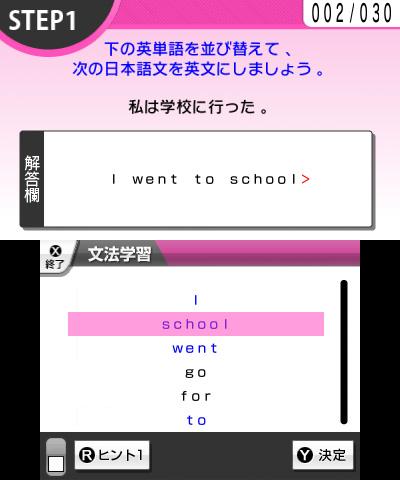 STEP1
002/030
下の英単語を並び替えて、
次の日本語文を英文にしましょう。
私は学校に行った。
解答欄
I went to school>
X
終了
文法学習
I
school
went
go
for
to
R ヒント1
Y 決定